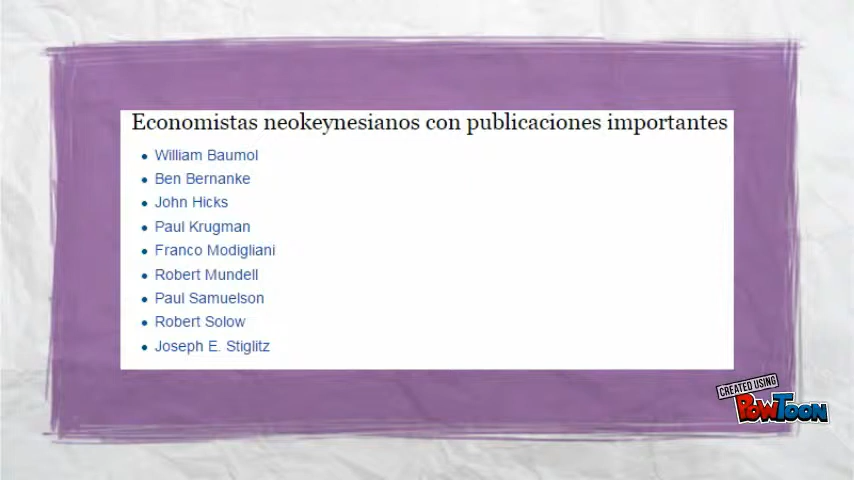 Economistas neokeynesianos con publicaciones importantes
William Baumol
Ben Bernanke
John Hicks
Paul Krugman
Franco Modigliani
Robert Mundell
Paul Samuelson
Robert Solow
Joseph E. Stiglitz
CREATED USING
POWTOON